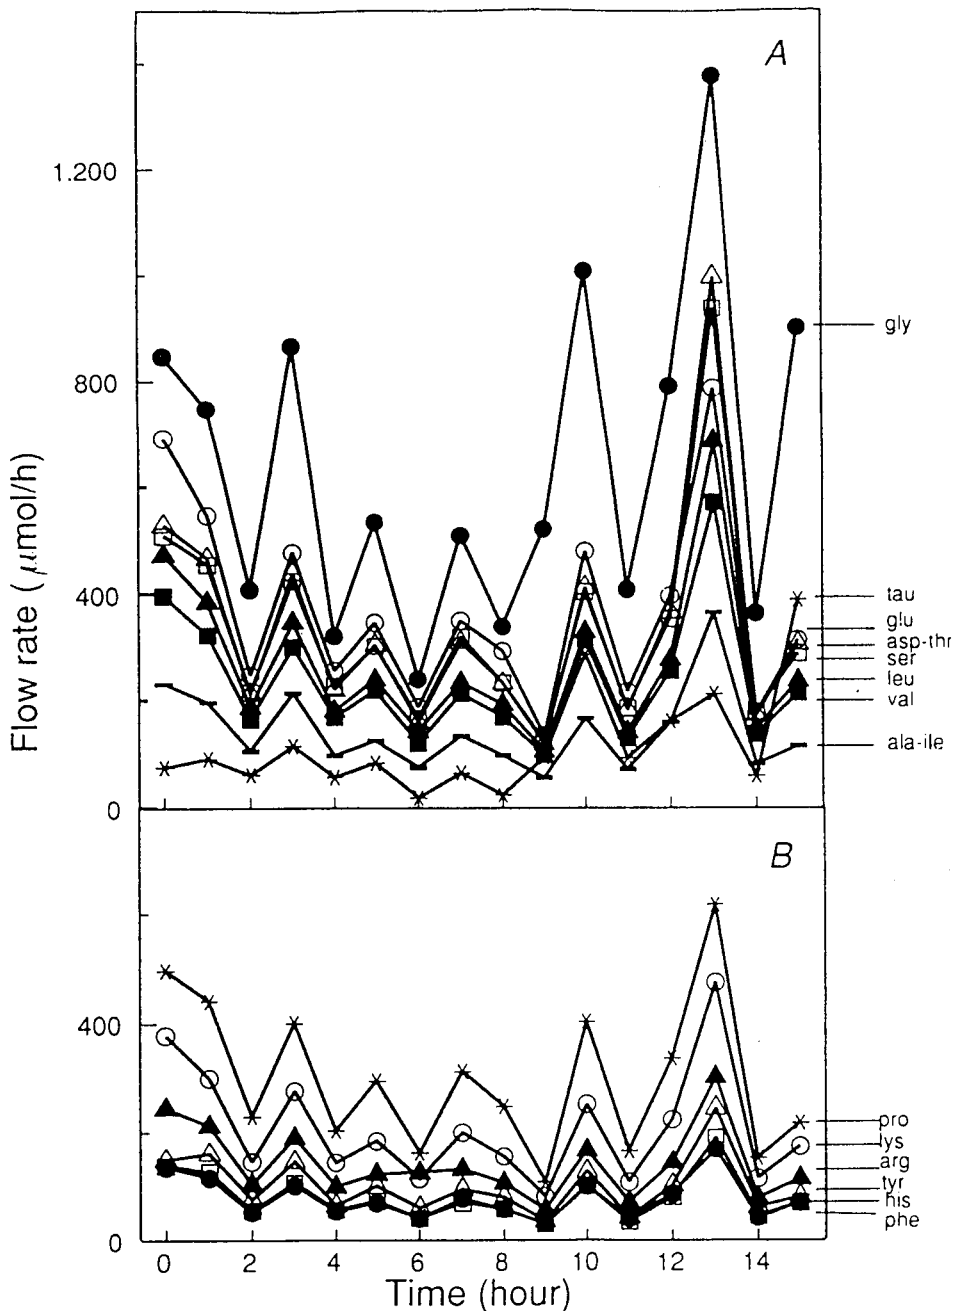 A
1.200
800
400
0
Flow rate ( μmol/h)
gly
tau
glu
asp-thr
ser
leu
val
ala-ile
B
400
0
pro
lys
arg
tyr
his
phe
0 2 4 6 8 10 12 14
Time (hour)